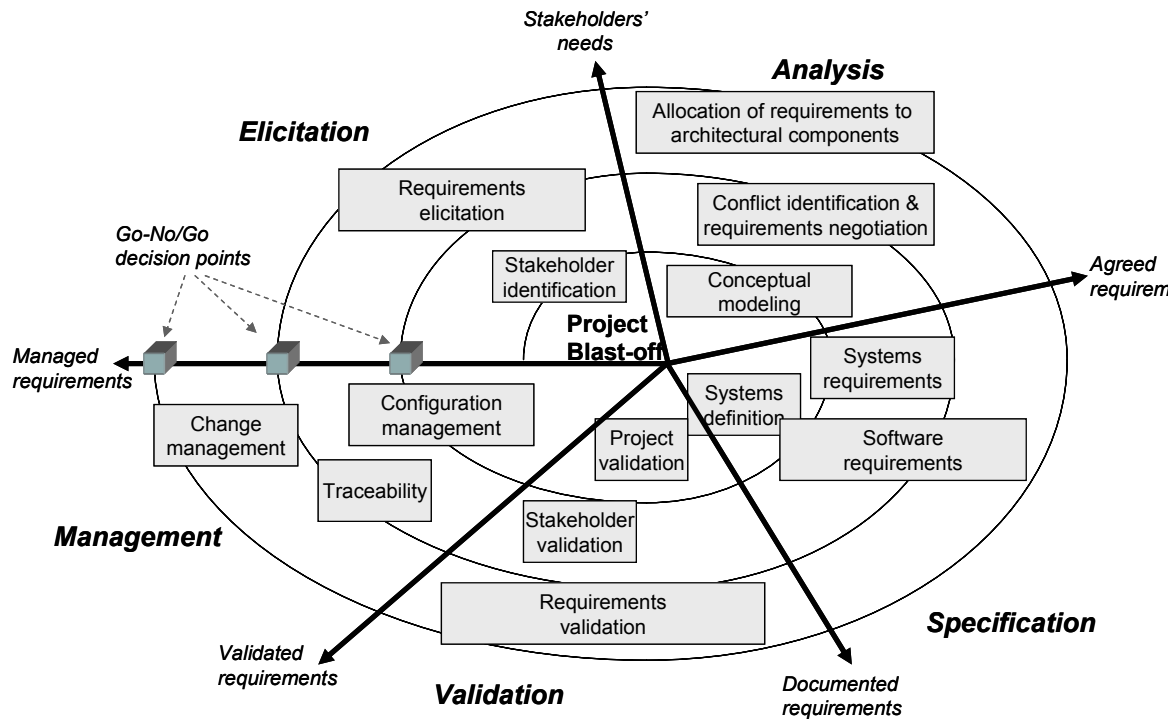 Stakeholders'
needs
Analysis
Allocation of requirements to
architectural components
Elicitation
Requirements
elicitation
Conflict identification &
requirements negotiation
Go-No/Go
decision points
Stakeholder
identification
Conceptual
modeling
Agreed
requirem
Project
Blast-off
Managed
requirements
Systems
requirements
Systems
definition
Configuration
management
Change
management
Project
validation
Software
requirements
Traceability
Stakeholder
validation
Management
Requirements
validation
Specification
Validated
requirements
Validation
Documented
requirements